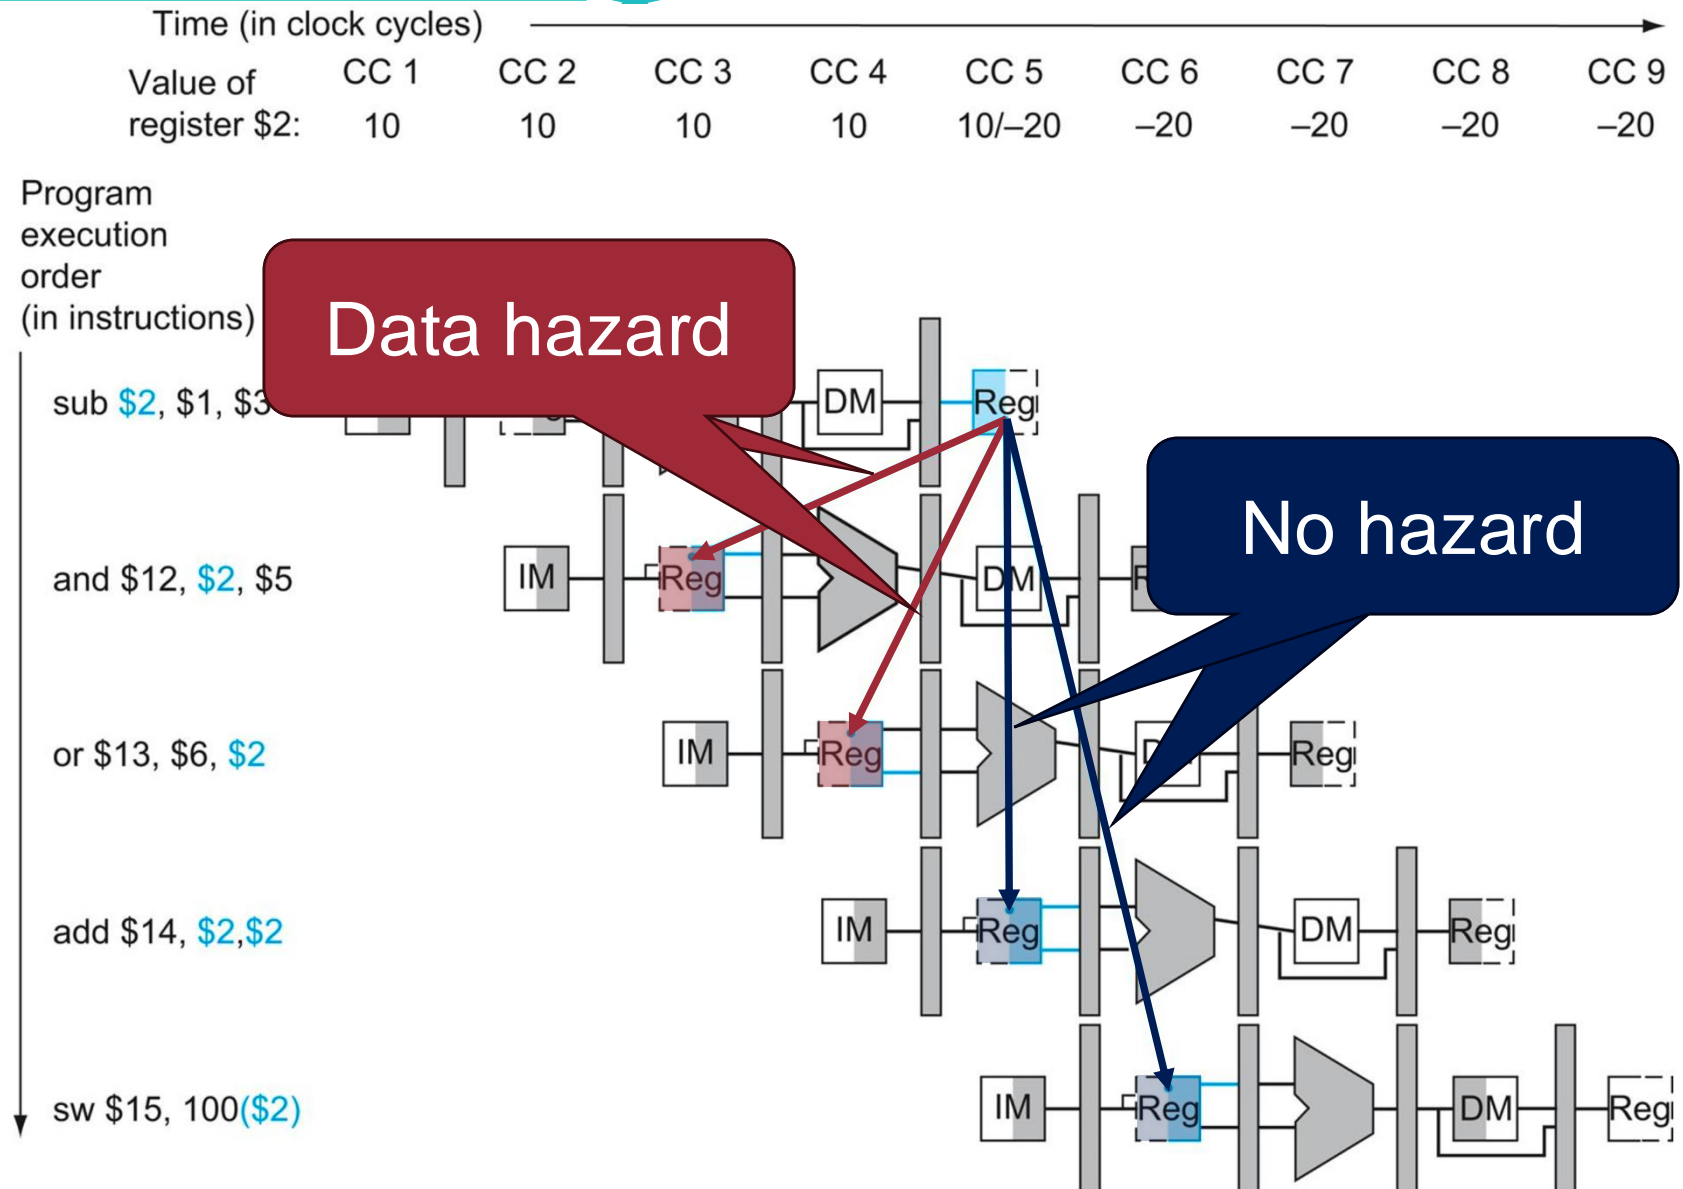 Time (in clock cycles)
Value of register $2:
CC 1 CC 2 CC 3 CC 4 CC 5 CC 6 CC 7 CC 8 CC 9
10 10 10 10 10/–20 –20 –20 –20 –20
Program
execution
order
(in instructions)
Data hazard
sub $2, $1, $3
DM Reg
No hazard
and $12, $2, $5
IM Reg DM
or $13, $6, $2
IM Reg Reg
add $14, $2,$2
IM Reg DM Reg
sw $15, 100($2)
IM Reg DM Reg